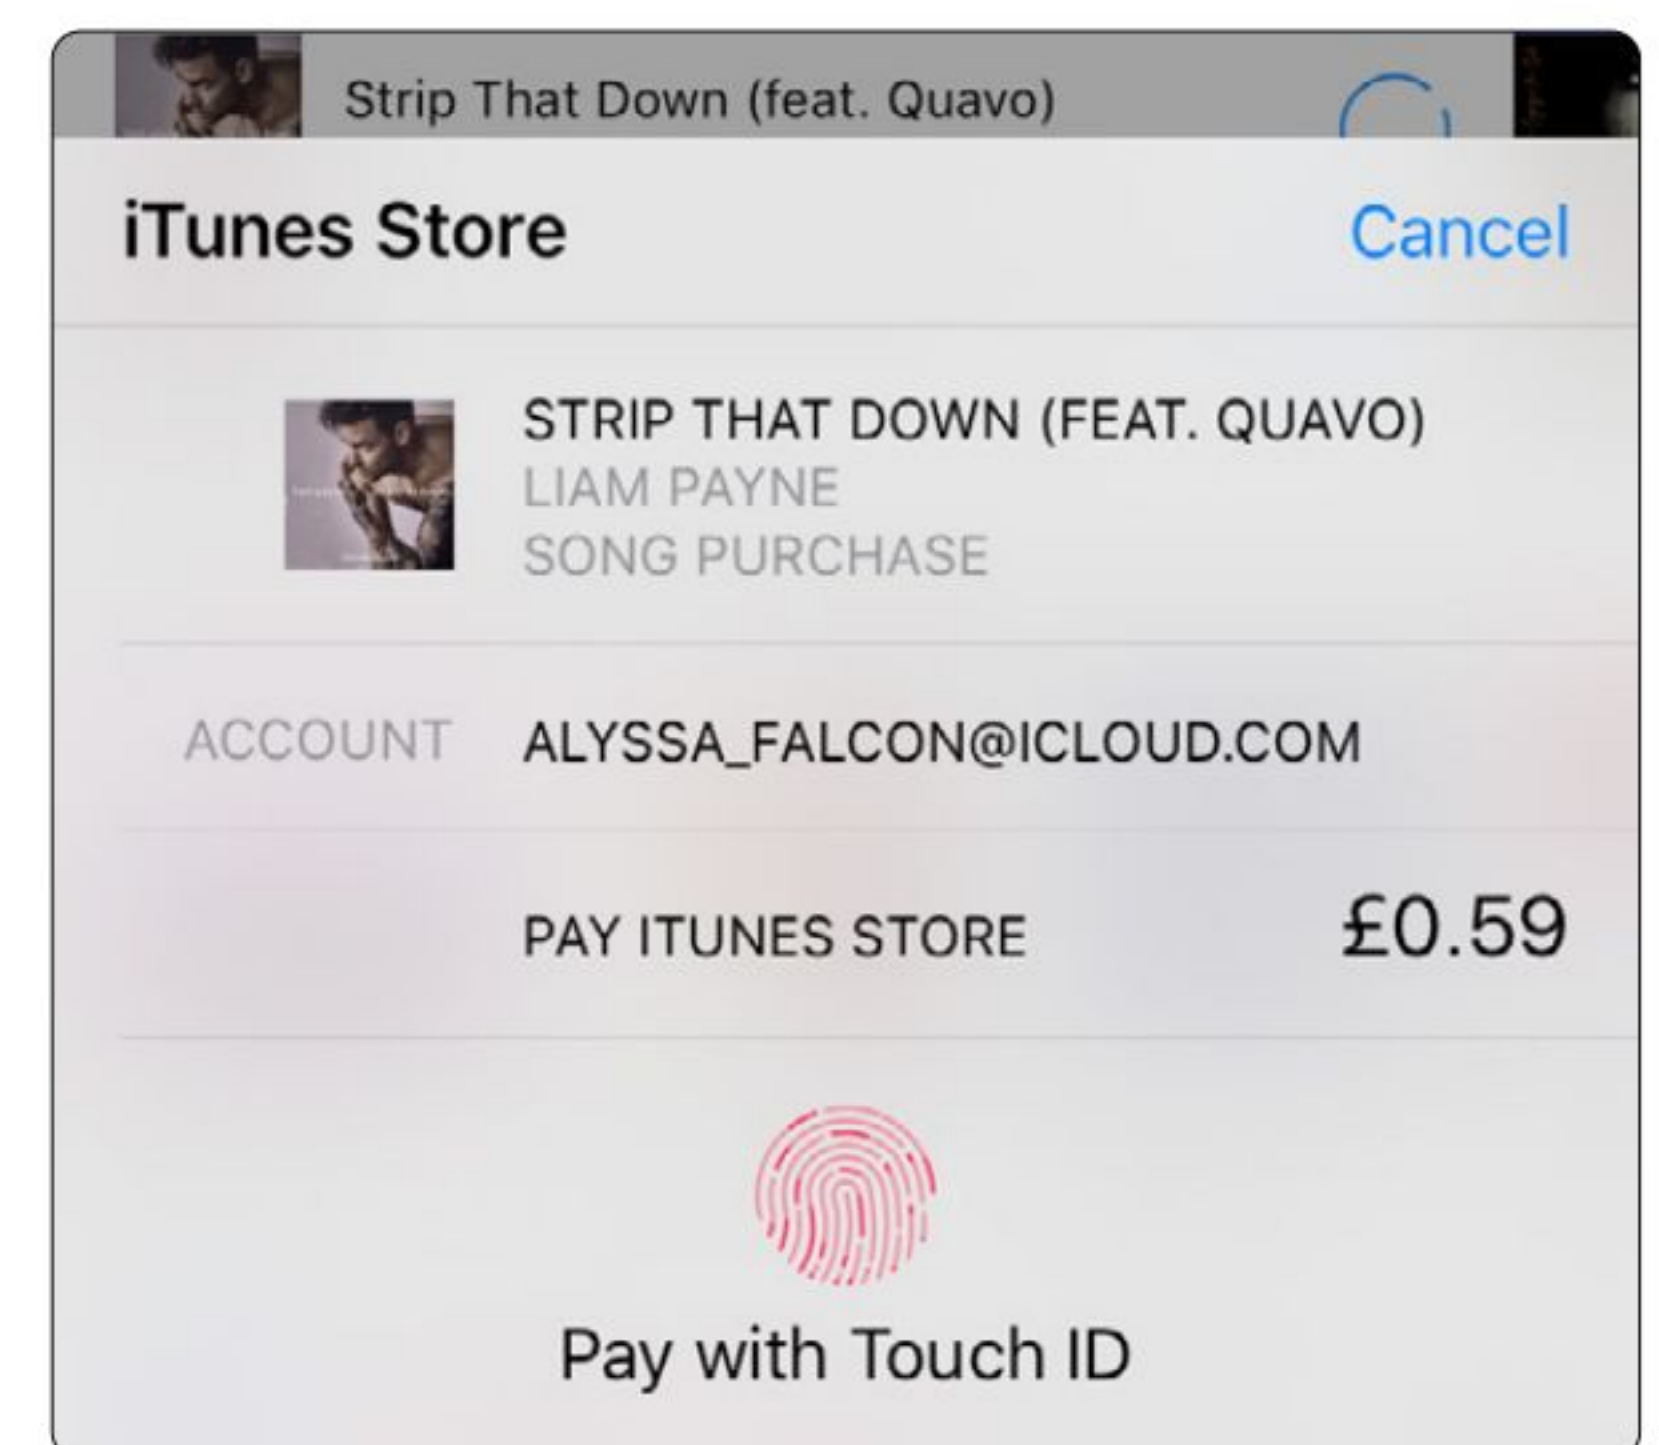 Strip That Down (feat. Quavo)
iTunes Store
Cancel
STRIP THAT DOWN (FEAT. QUAVO)
LIAM PAYNE
SONG PURCHASE
ACCOUNT ALYSSA_FALCON@ICLOUD.COM
PAY ITUNES STORE £0.59
Pay with Touch ID